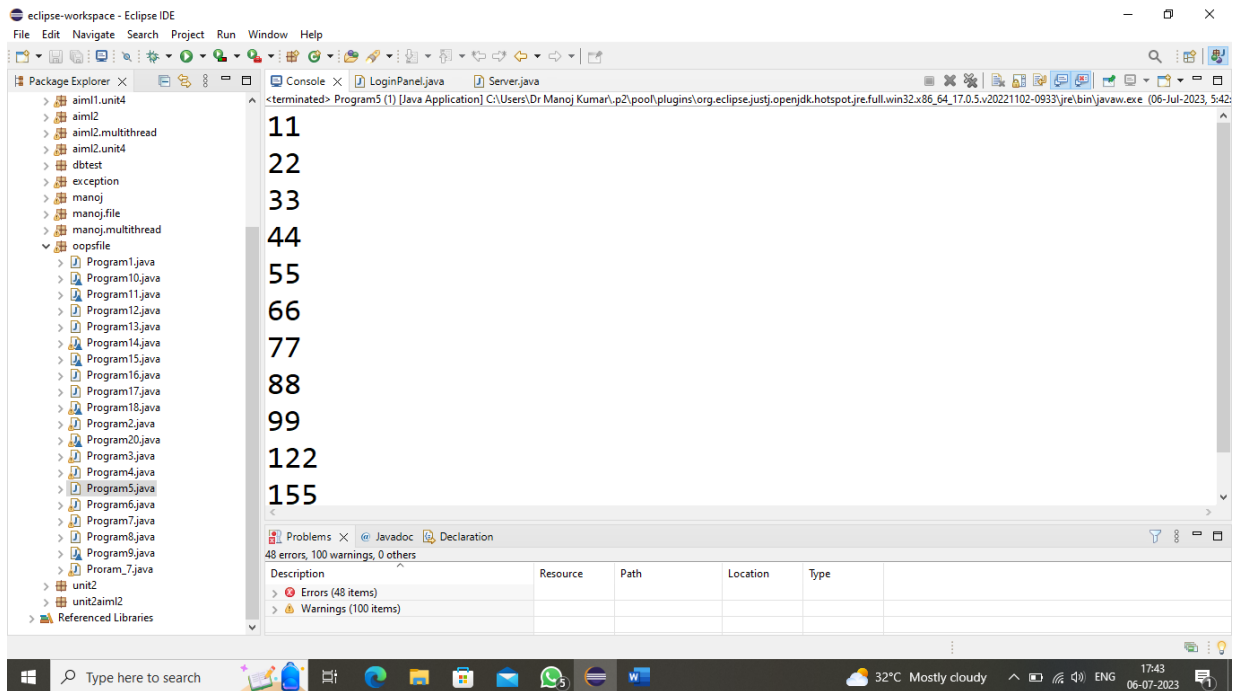 eclipse-workspace - Eclipse IDE
File Edit Navigate Search Project Run Window Help
Package Explorer
aiml1.unit4
aiml2
aiml2.multithread
aiml2.unit4
dbtest
exception
manoj
manoj.file
manoj.multithread
oopsfile
Program1.java
Program10.java
Program11.java
Program12.java
Program13.java
Program14.java
Program15.java
Program16.java
Program17.java
Program18.java
Program2.java
Program20.java
Program3.java
Program4.java
Program5.java
Program6.java
Program7.java
Program8.java
Program9.java
Proram_7.java
unit2
unit2aiml2
Referenced Libraries
Console LoginPanel.java Server.java
<terminated> Program5 (1) [Java Application] C:\Users\Dr Manoj Kumar\.p2\pool\plugins\org.eclipse.justj.openjdk.hotspot.jre.full.win32.x86_64_17.0.5.v20221102-0933\jre\bin\javaw.exe (06-Jul-2023, 5:42:
11
22
33
44
55
66
77
88
99
122
155
Problems @ Javadoc Declaration
48 errors, 100 warnings, 0 others
Description Resource Path Location Type
Errors (48 items)
Warnings (100 items)
Type here to search
5
W
32°C Mostly cloudy
ENG
17:43
06-07-2023
1